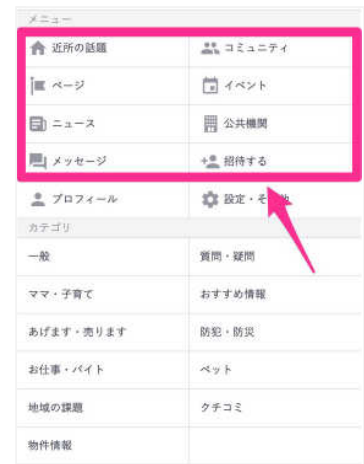 メニュー
近所の話題 コミュニティ
ページ イベント
ニュース 公共機関
メッセージ 招待する
プロフィール 設定・その他
カテゴリ
一般 質問・疑問
ママ・子育て おすすめ情報
あげます・売ります 防犯・防災
お仕事・バイト ペット
地域の課題 クチコミ
物件情報